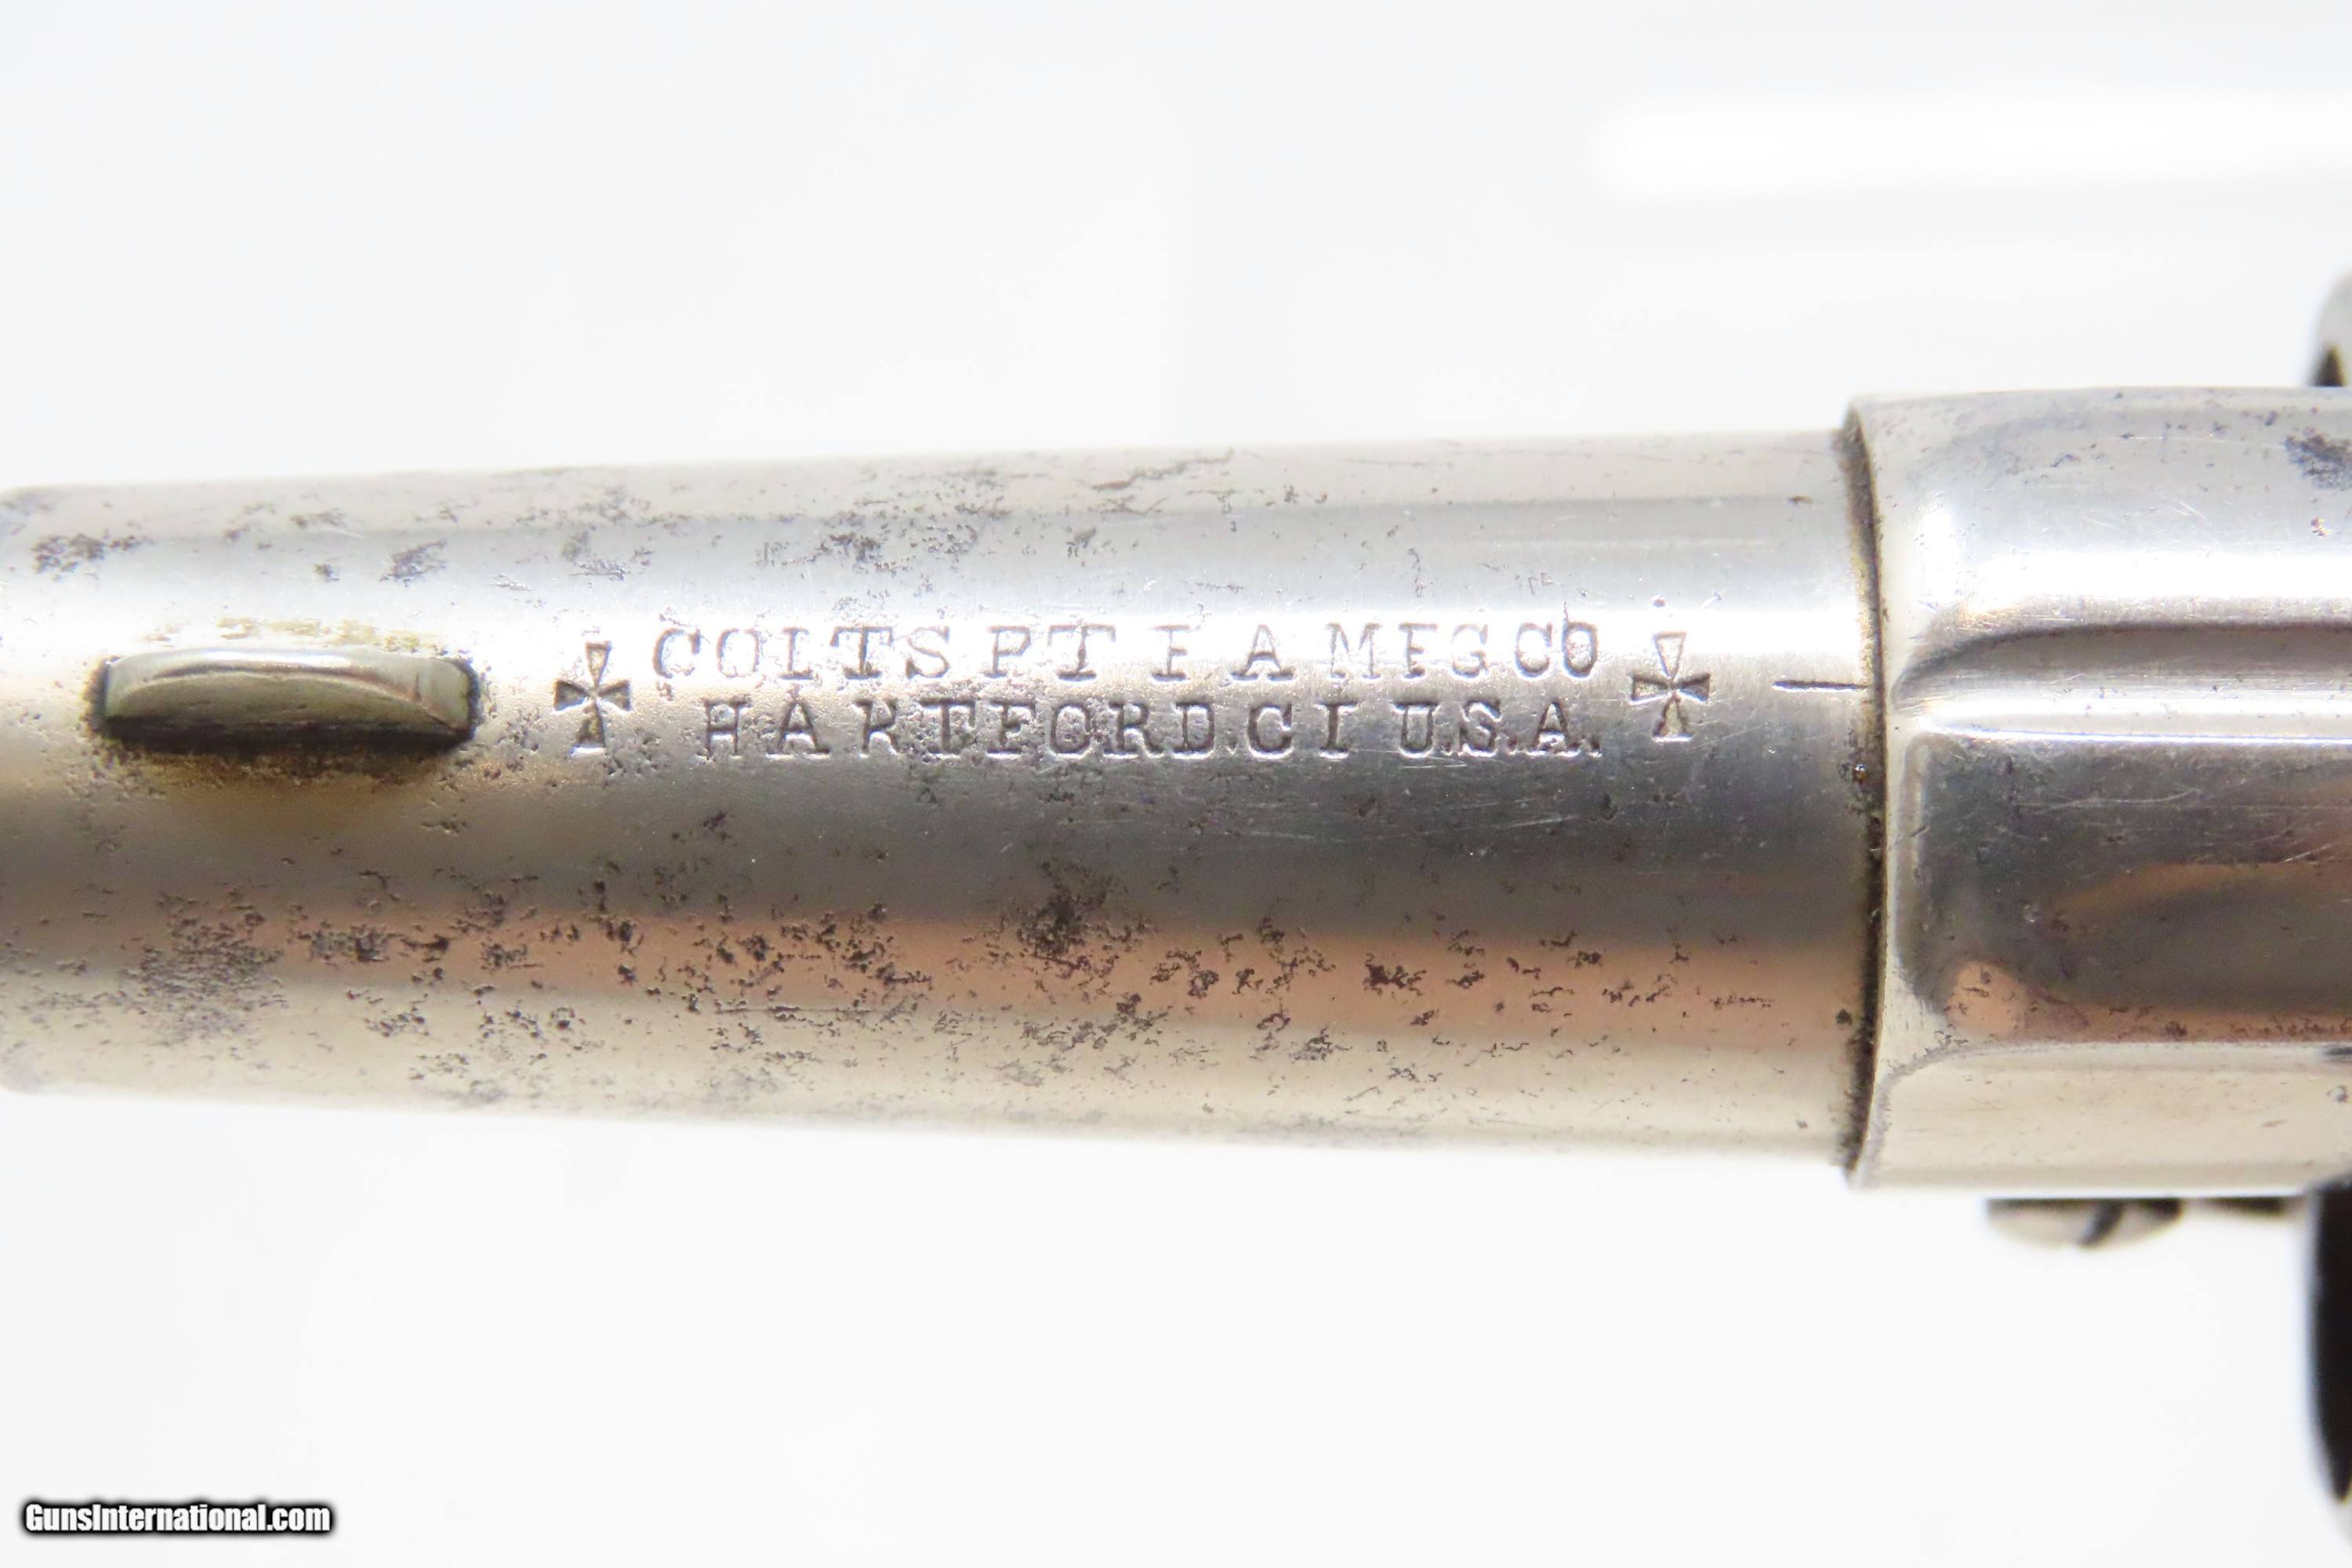 COLTS PT F A MFG CO
HARTFORD.CT U.S.A.
GunsInternational.com